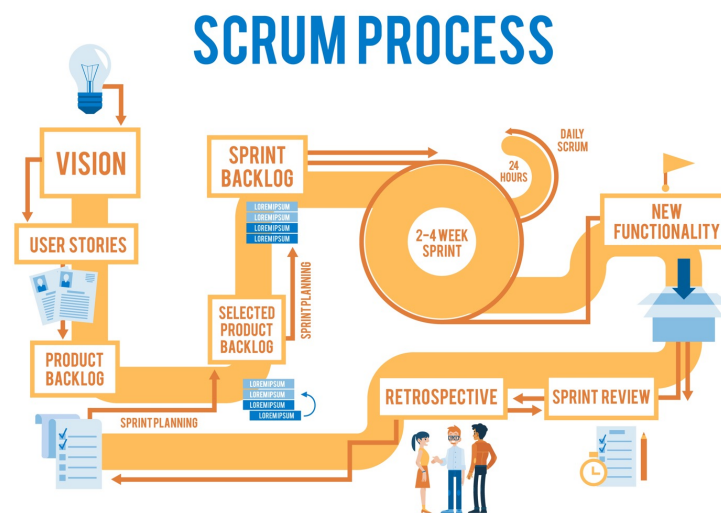 SCRUM PROCESS
VISION
USER STORIES
PRODUCT
BACKLOG
SPRINT PLANNING
SELECTED
PRODUCT
BACKLOG
LOREMIPSUM
LOREMIPSUM
LOREMIPSUM
LOREMIPSUM
SPRINT PLANNING
LOREMIPSUM
LOREMIPSUM
LOREMIPSUM
LOREMIPSUM
SPRINT
BACKLOG
2-4 WEEK
SPRINT
24
HOURS
DAILY
SCRUM
NEW
FUNCTIONALITY
SPRINT REVIEW
RETROSPECTIVE